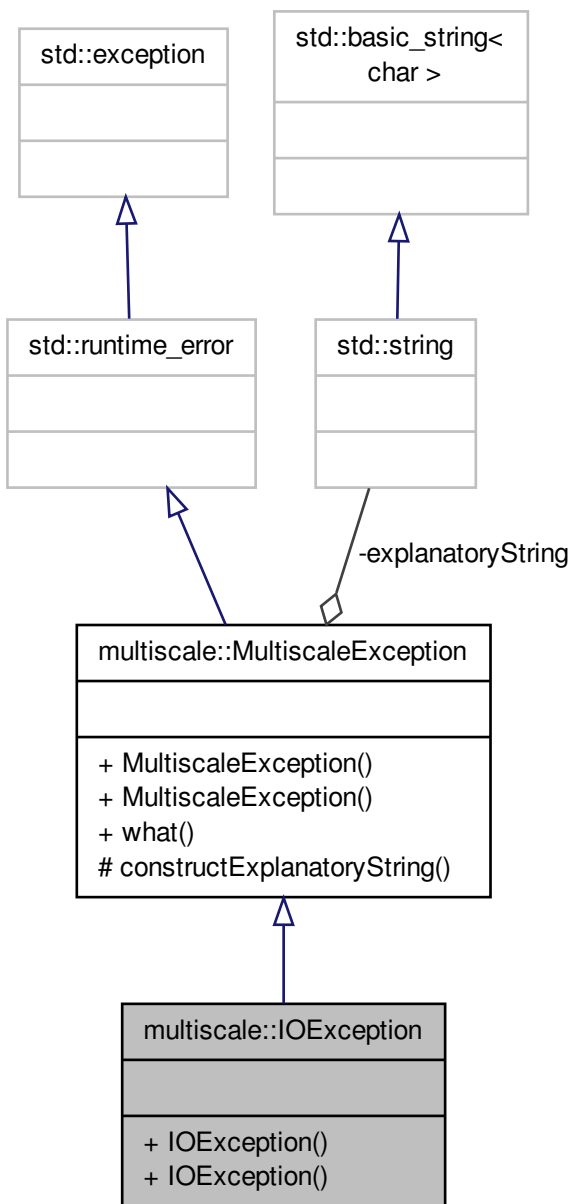 std::exception
std::basic_string<
char >
std::runtime_error
std::string
-explanatoryString
multiscale::MultiscaleException
+ MultiscaleException()
+ MultiscaleException()
+ what()
# constructExplanatoryString()
multiscale::IOException
+ IOException()
+ IOException()